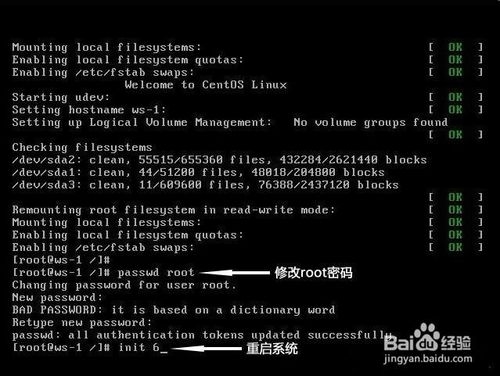 Mounting local filesystems: [ OK ]
Enabling local filesystem quotas: [ OK ]
Enabling /etc/fstab swaps: [ OK ]
Welcome to CentOS Linux
Starting udev: [ OK ]
Setting hostname ws-1: [ OK ]
Setting up Logical Volume Management: No volume groups found
[ OK ]
Checking filesystems
/dev/sda2: clean, 55515/655360 files, 432284/2621440 blocks
/dev/sda1: clean, 44/51200 files, 48018/204800 blocks
/dev/sda3: clean, 11/609600 files, 76388/2437120 blocks
[ OK ]
Remounting root filesystem in read-write mode: [ OK ]
Mounting local filesystems: [ OK ]
Enabling local filesystem quotas: [ OK ]
Enabling /etc/fstab swaps: [ OK ]
[root@ws-1 /]#
[root@ws-1 /]# passwd root 修改root密码
Changing password for user root.
New password:
BAD PASSWORD: it is based on a dictionary word
Retype new password:
passwd: all authentication tokens updated successfully
[root@ws-1 /]# init 6_ 重启系统
Baidu 经验
jingyan.baidu.com